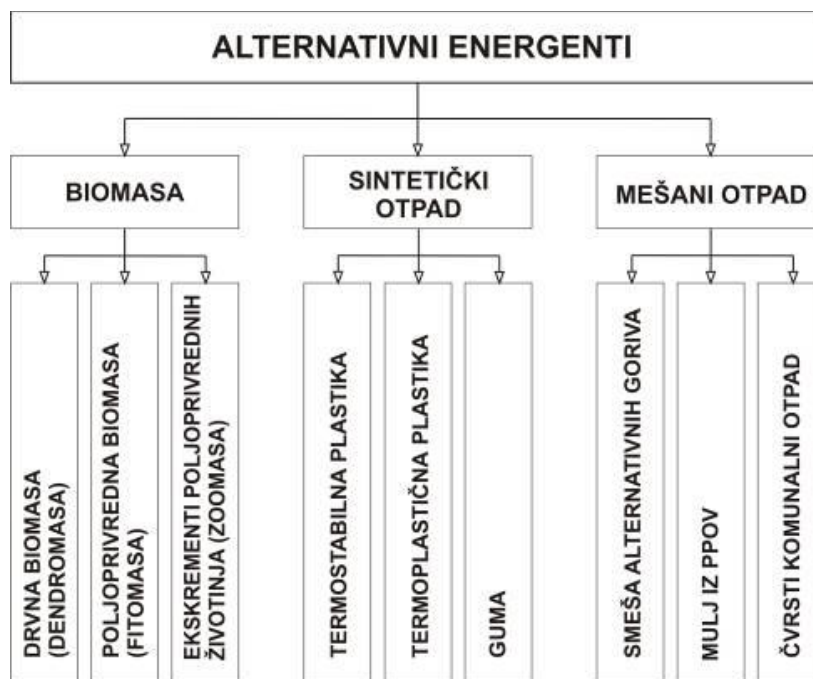 ALTERNATIVNI ENERGENTI
BIOMASA
SINTETIČKI
OTPAD
MEŠANI OTPAD
DRVNA BIOMASA
(DENDROMASA)
POLJOPRIVREDNA BIOMASA
(FITOMASA)
EKSKREMENTI POLJOPRIVREDNIH
ŽIVOTINJA (ZOOMASA)
TERMOSTABILNA PLASTIKA
TERMOPLASTIČNA PLASTIKA
GUMA
SMEŠA ALTERNATIVNIH GORIVA
MULJ IZ PPOV
ČVRSTI KOMUNALNI OTPAD